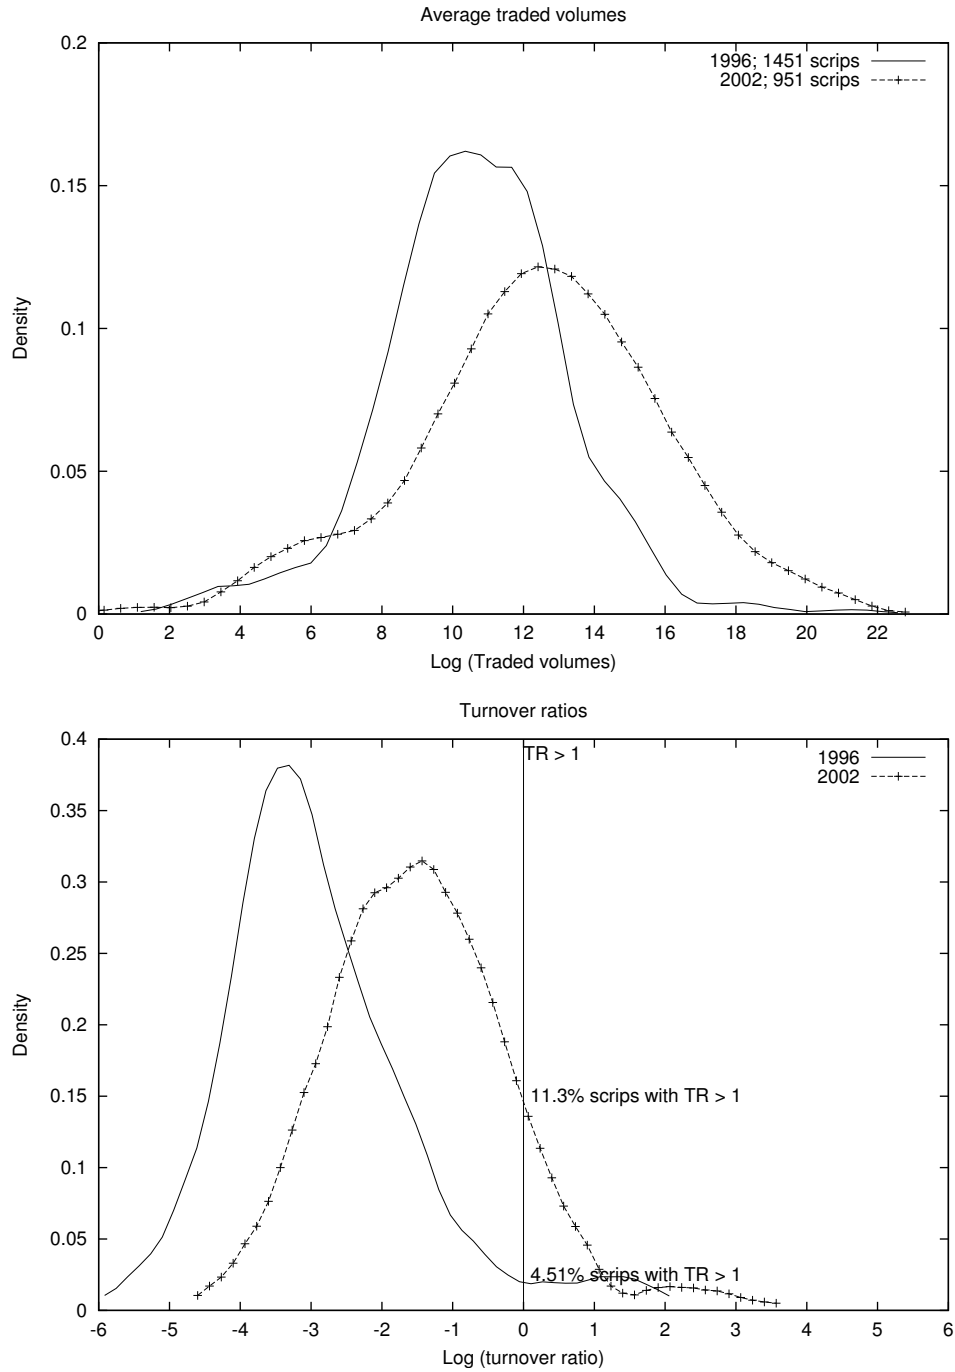 Average traded volumes
0.2
1996; 1451 scrips
2002; 951 scrips
0.15
Density
0.1
0.05
0
0 2 4 6 8 10 12 14 16 18 20 22
Log (Traded volumes)
Turnover ratios
0.4
TR > 1
1996
2002
0.35
0.3
0.25
Density
0.2
0.15
11.3% scrips with TR > 1
0.1
0.05
4.51% scrips with TR > 1
0
-6 -5 -4 -3 -2 -1 0 1 2 3 4 5 6
Log (turnover ratio)